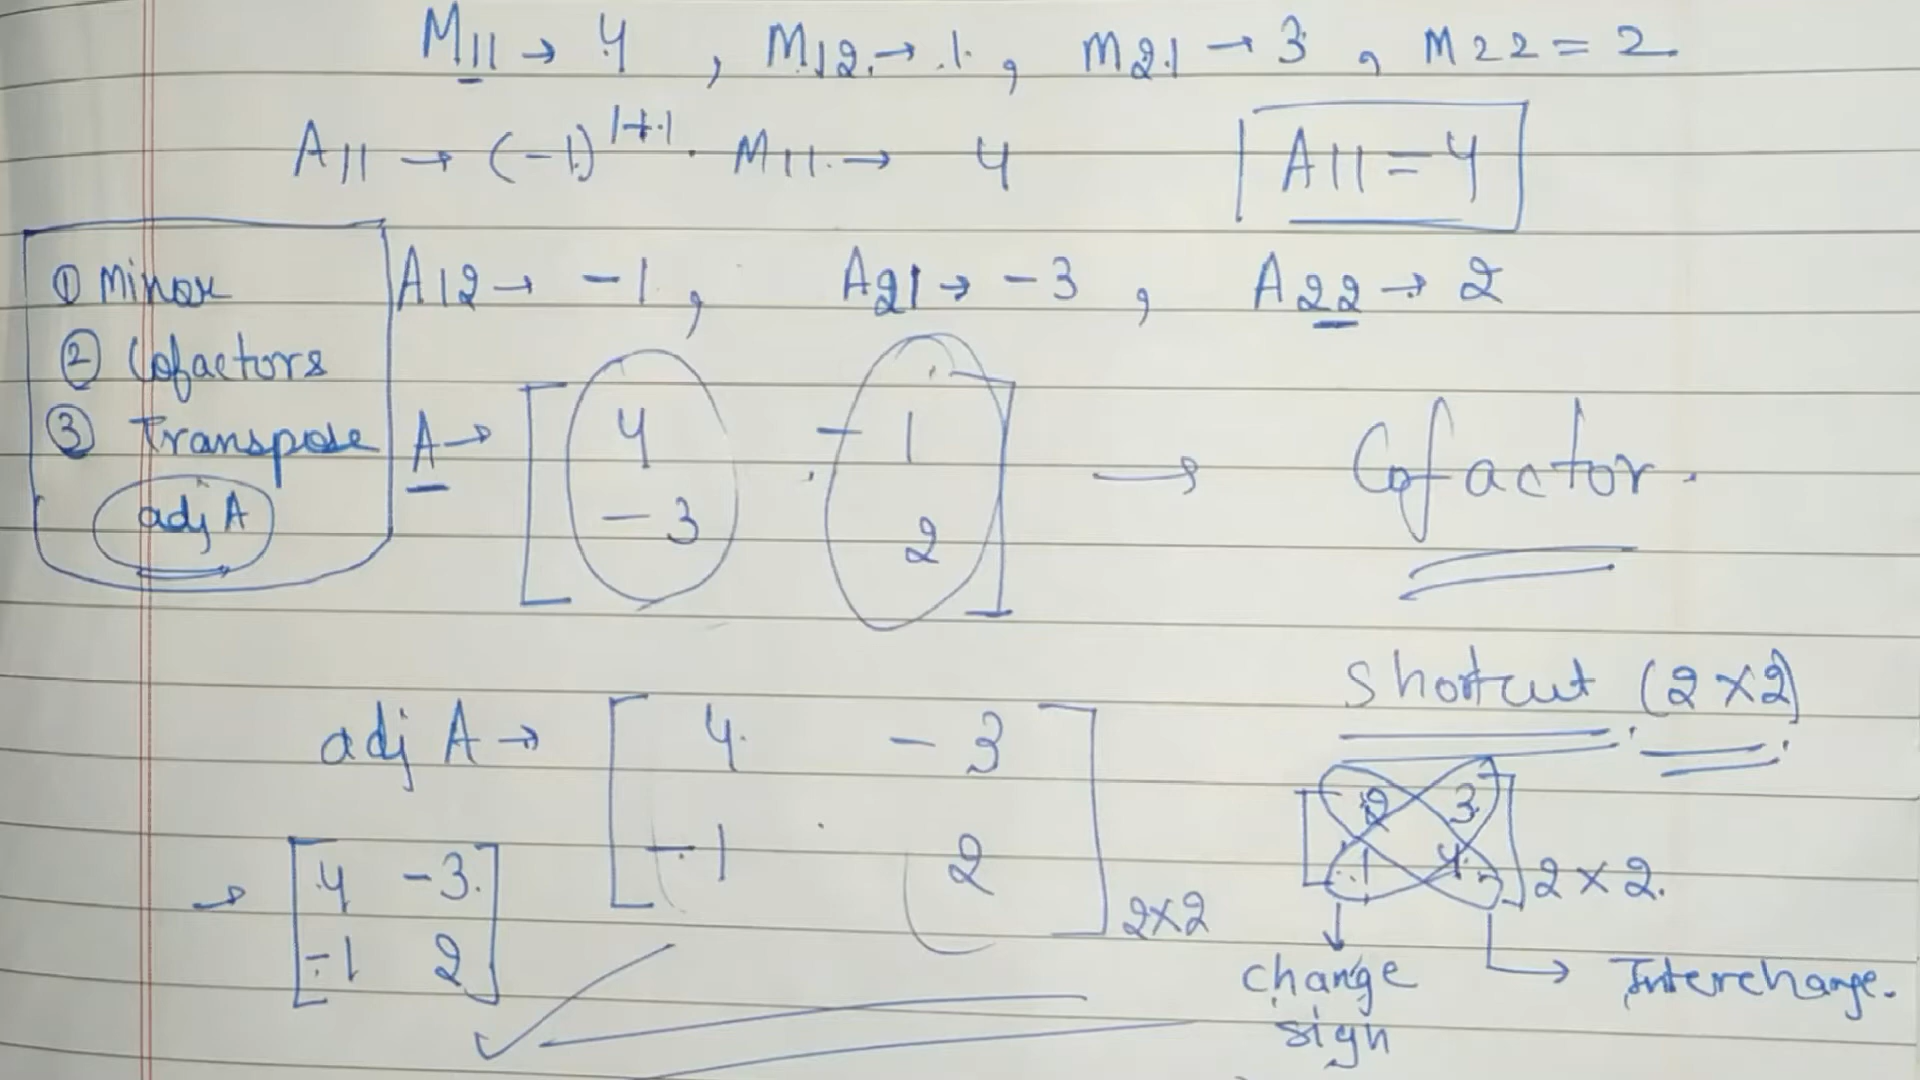 M11 → 4 , M12 → 1 , M21 → 3 , M22 = 2
A11 → (-1)^1+1 . M11 → 4 A11 = 4
① Minor
② Cofactors
③ Transpose
adj A
A12 → -1 , A21 → -3 , A22 → 2
A → [ 4 -1
-3 2 ] → Cofactor.
Shortcut (2×2)
adj A → [ 4 -3
-1 2 ] 2×2
[ 2 3
1 4 ] 2×2.
change sign
Interchange.
→ [ 4 -3
-1 2 ]